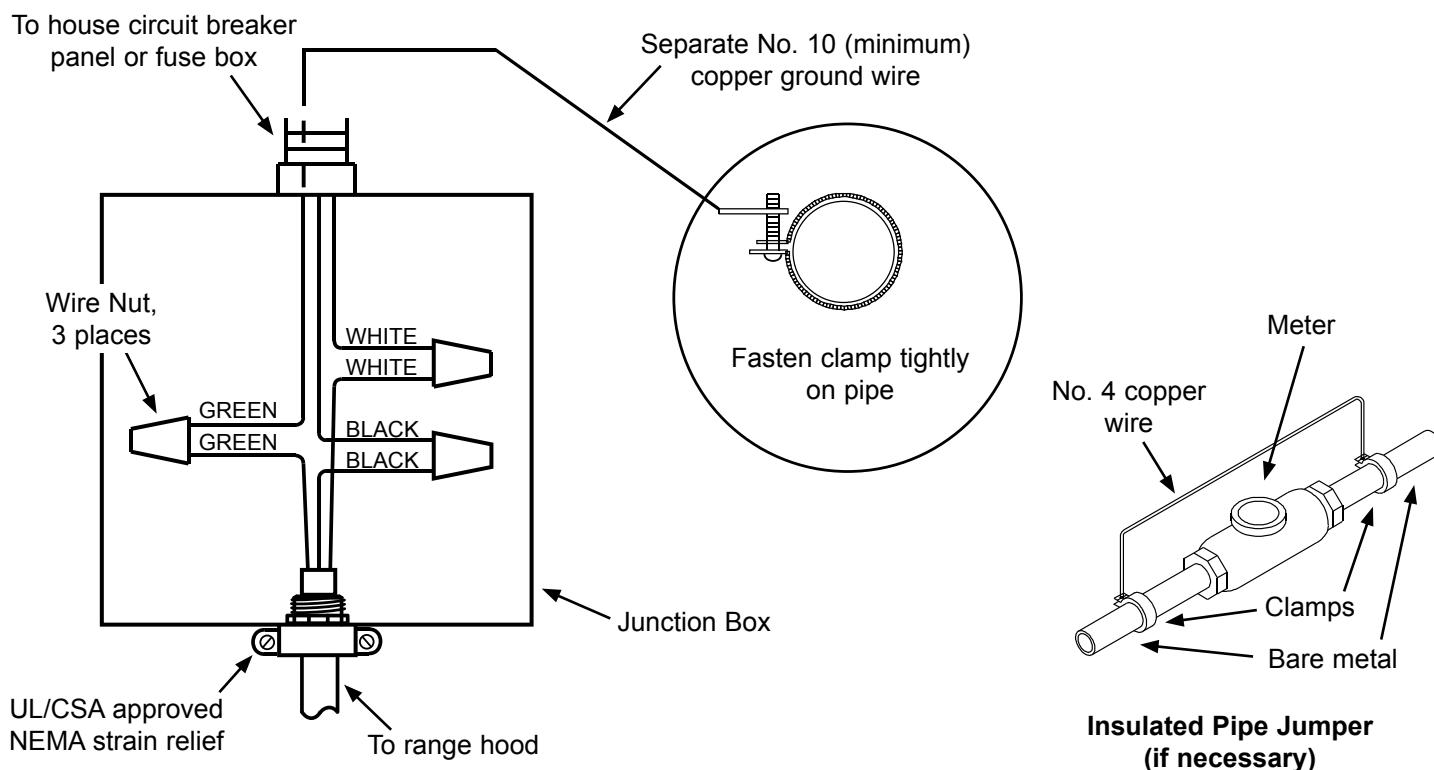 To house circuit breaker
panel or fuse box
Separate No. 10 (minimum)
copper ground wire
Wire Nut,
3 places
WHITE
WHITE
GREEN
GREEN
BLACK
BLACK
Fasten clamp tightly
on pipe
Meter
No. 4 copper
wire
Junction Box
Clamps
Bare metal
UL/CSA approved
NEMA strain relief
To range hood
Insulated Pipe Jumper
(if necessary)